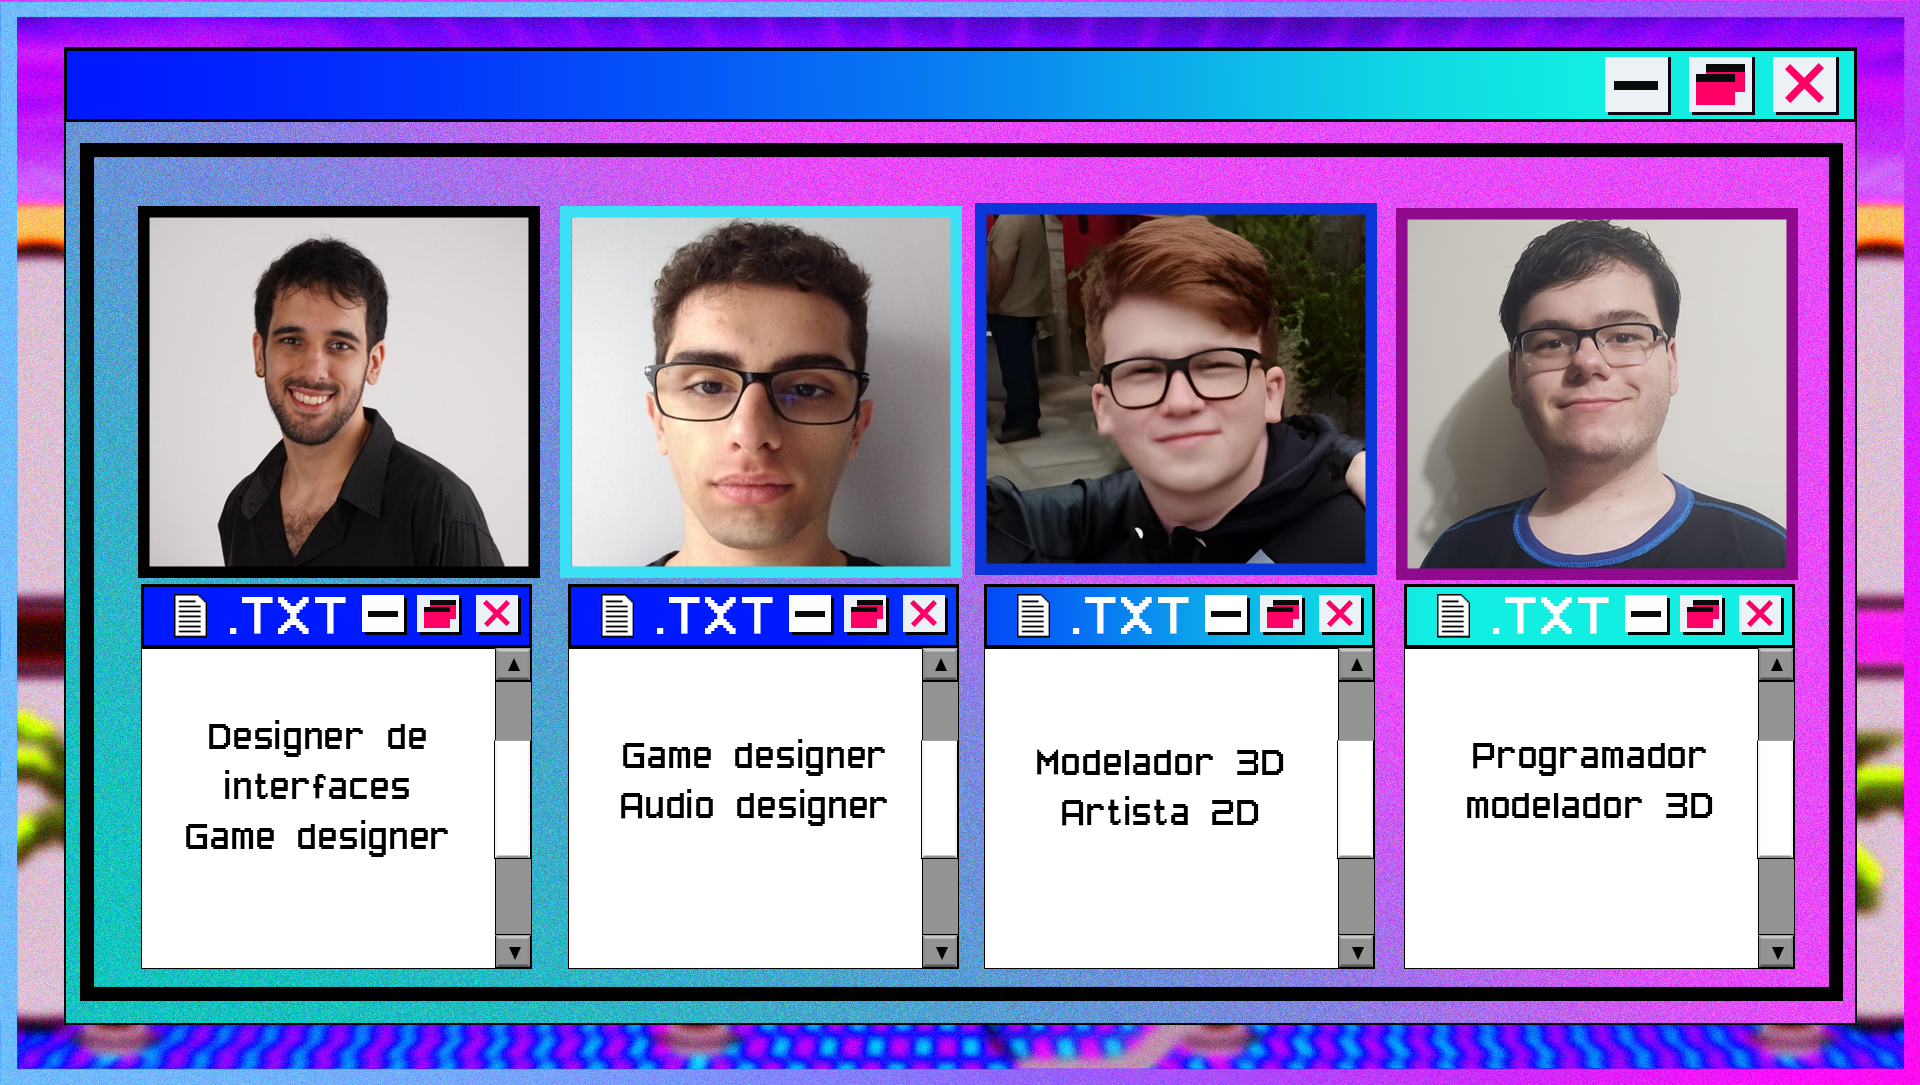 .TXT
Designer de
interfaces
Game designer
.TXT
Game designer
Audio designer
.TXT
Modelador 3D
Artista 2D
.TXT
Programador
modelador 3D